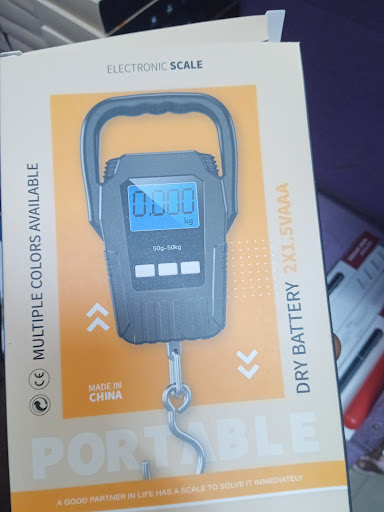 ELECTRONIC SCALE
MULTIPLE COLORS AVAILABLE
0.000
kg
50g-50kg
DRY BATTERY 2X1.5VAAA
CE
MADE IN
CHINA
PORTABLE
A GOOD PARTNER IN LIFE HAS A SCALE TO SOLVE IT IMMEDIATELY